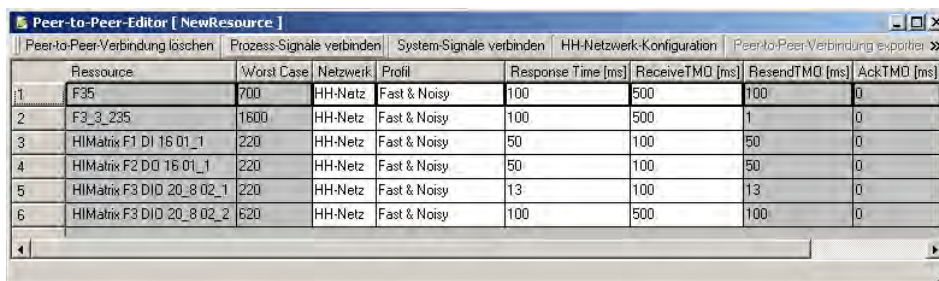 Peer-to-Peer-Editor [ NewResource ]
Peer-to-Peer-Verbindung löschen Prozess-Signale verbinden System-Signale verbinden HH-Netzwerk-Konfiguration Peer-to-Peer-Verbindung exportier »
Ressource Worst Case Netzwerk Profil Response Time [ms] ReceiveTMO [ms] ResendTMO [ms] AckTMO [ms]
1 F35 700 HH-Netz Fast & Noisy 100 500 100 0
2 F3_3_235 1600 HH-Netz Fast & Noisy 100 500 1 0
3 HIMatrix F1 DI 16 01_1 220 HH-Netz Fast & Noisy 50 100 50 0
4 HIMatrix F2 DO 16 01_1 220 HH-Netz Fast & Noisy 50 100 50 0
5 HIMatrix F3 DIO 20_8 02_1 220 HH-Netz Fast & Noisy 13 100 13 0
6 HIMatrix F3 DIO 20_8 02_2 620 HH-Netz Fast & Noisy 100 500 100 0